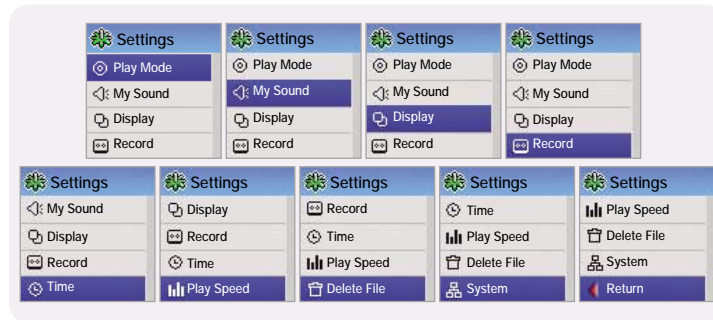 Settings
Play Mode
My Sound
Display
Record
Settings
Play Mode
My Sound
Display
Record
Settings
Play Mode
My Sound
Display
Record
Settings
Play Mode
My Sound
Display
Record
Settings
My Sound
Display
Record
Time
Settings
Display
Record
Time
Play Speed
Settings
Record
Time
Play Speed
Delete File
Settings
Time
Play Speed
Delete File
System
Settings
Play Speed
Delete File
System
Return